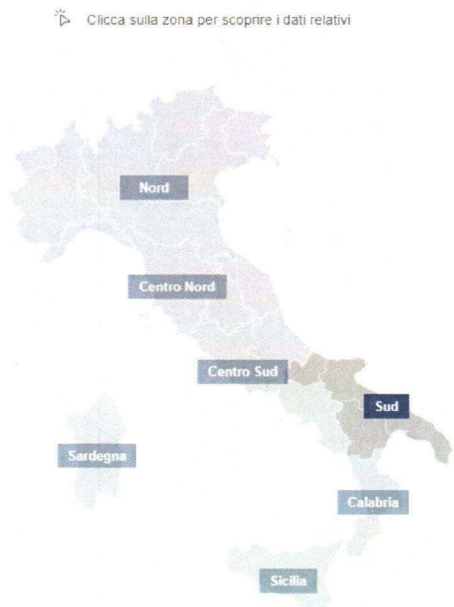 Clicca sulla zona per scoprire i dati relativi
Nord
Centro Nord
Centro Sud
Sud
Sardegna
Calabria
Sicilia